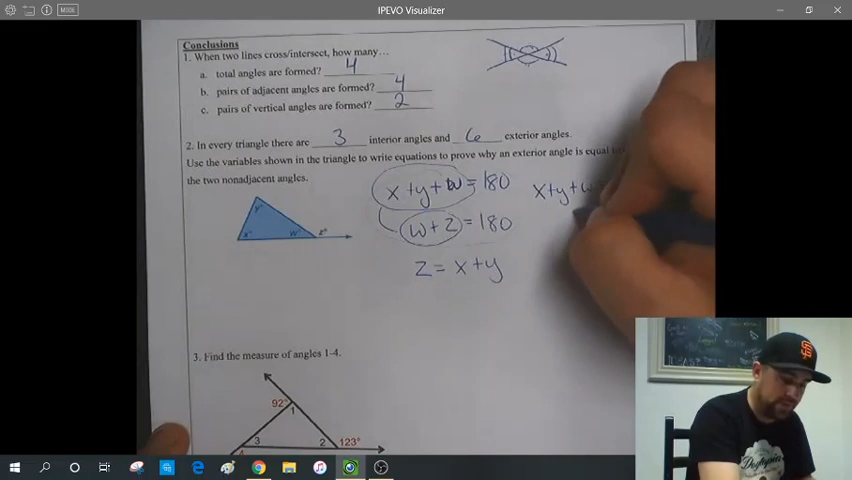 MODE
IPEVO Visualizer
Conclusions
1. When two lines cross/intersect, how many…
a. total angles are formed? 4
b. pairs of adjacent angles are formed? 4
c. pairs of vertical angles are formed? 2
2. In every triangle there are 3 interior angles and 6 exterior angles.
Use the variables shown in the triangle to write equations to prove why an exterior angle is equal
the two nonadjacent angles.
x+y+w=180
x+y+w
w+z=180
z=x+y
y°
x°
w°
z°
3. Find the measure of angles 1-4.
92°
1
3
2
123°
4